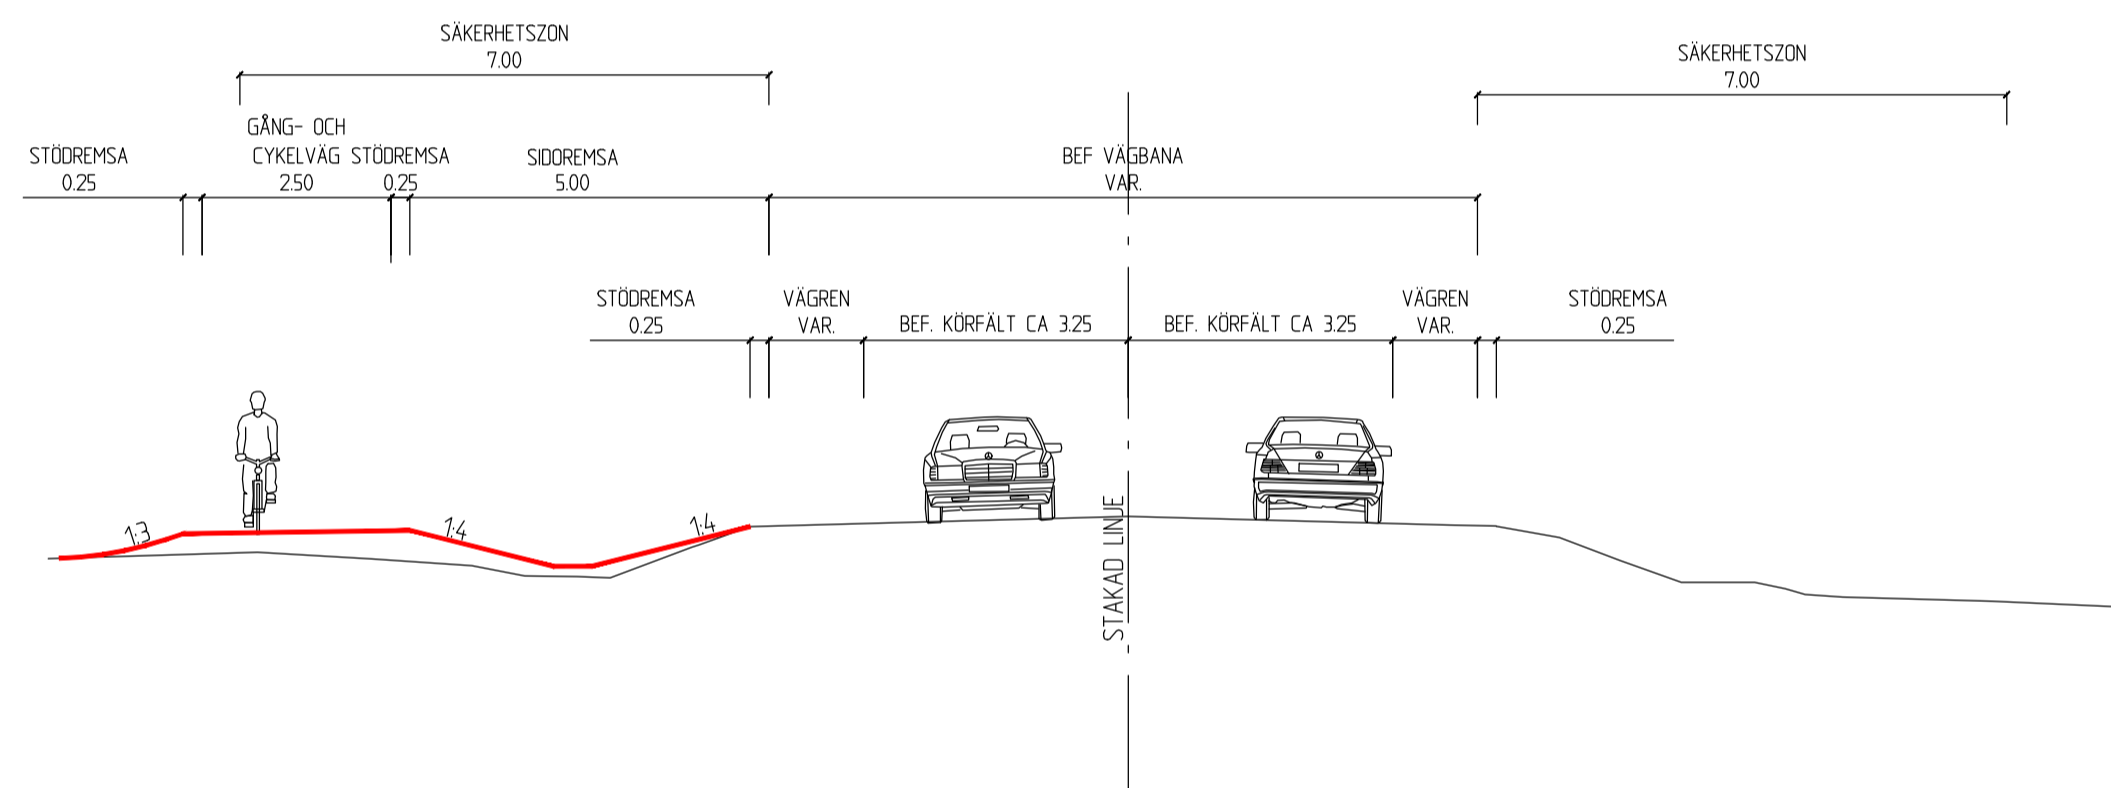 SÄKERHETSZON
7.00
SÄKERHETSZON
7.00
GÅNG- OCH
STÖDREMSA CYKELVÄG STÖDREMSA SIDOREMSA BEF VÄGBANA
0.25 2.50 0.25 5.00 VAR.
STÖDREMSA VÄGREN VÄGREN STÖDREMSA
0.25 VAR. BEF. KÖRFÄLT CA 3.25 BEF. KÖRFÄLT CA 3.25 VAR. 0.25
1:3 1:4 1:4
STAKAD LINJE